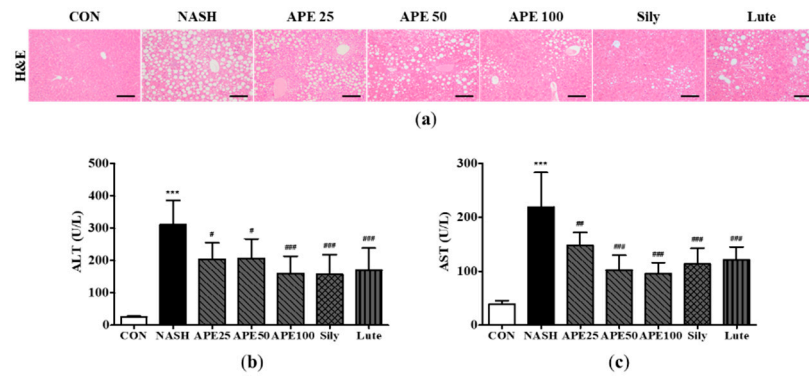 CON NASH APE 25 APE 50 APE 100 Sily Lute
H&E
(a)
500
400
300
200
100
0
ALT (U/L)
***
#
#
###
###
###
CON NASH APE25 APE50 APE100 Sily Lute
(b)
300
200
100
0
AST (U/L)
***
##
###
###
###
###
CON NASH APE25 APE50 APE100 Sily Lute
(c)